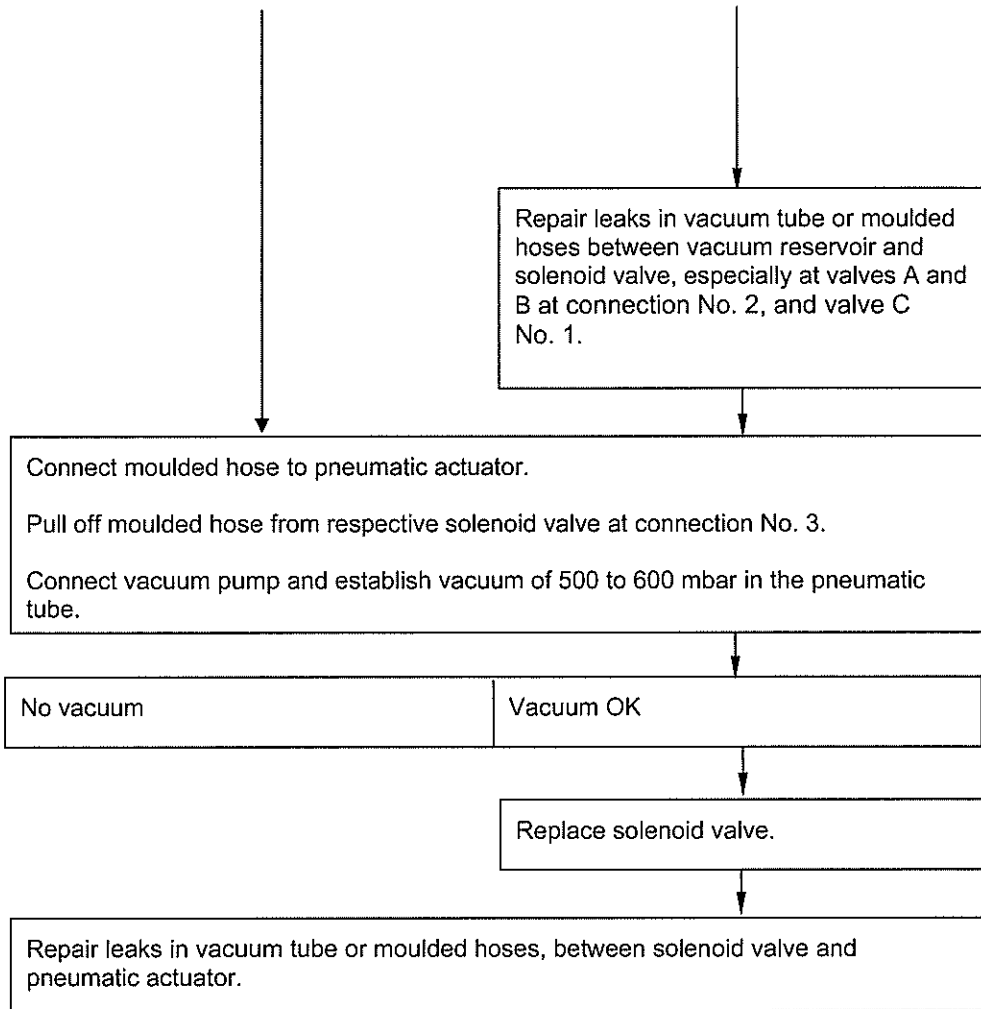 Repair leaks in vacuum tube or moulded
hoses between vacuum reservoir and
solenoid valve, especially at valves A and
B at connection No. 2, and valve C
No. 1.
Connect moulded hose to pneumatic actuator.
Pull off moulded hose from respective solenoid valve at connection No. 3.
Connect vacuum pump and establish vacuum of 500 to 600 mbar in the pneumatic
tube.
No vacuum
Vacuum OK
Replace solenoid valve.
Repair leaks in vacuum tube or moulded hoses, between solenoid valve and
pneumatic actuator.